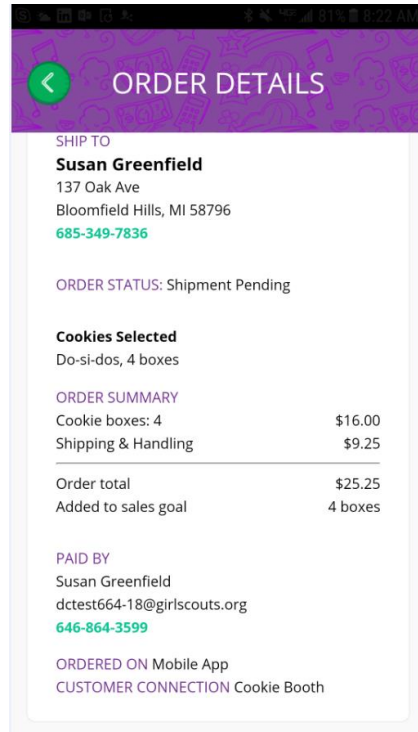 81% 8:22 AM
ORDER DETAILS
SHIP TO
Susan Greenfield
137 Oak Ave
Bloomfield Hills, MI 58796
685-349-7836
ORDER STATUS: Shipment Pending
Cookies Selected
Do-si-dos, 4 boxes
ORDER SUMMARY
Cookie boxes: 4 $16.00
Shipping & Handling $9.25
Order total $25.25
Added to sales goal 4 boxes
PAID BY
Susan Greenfield
dctest664-18@girlscouts.org
646-864-3599
ORDERED ON Mobile App
CUSTOMER CONNECTION Cookie Booth